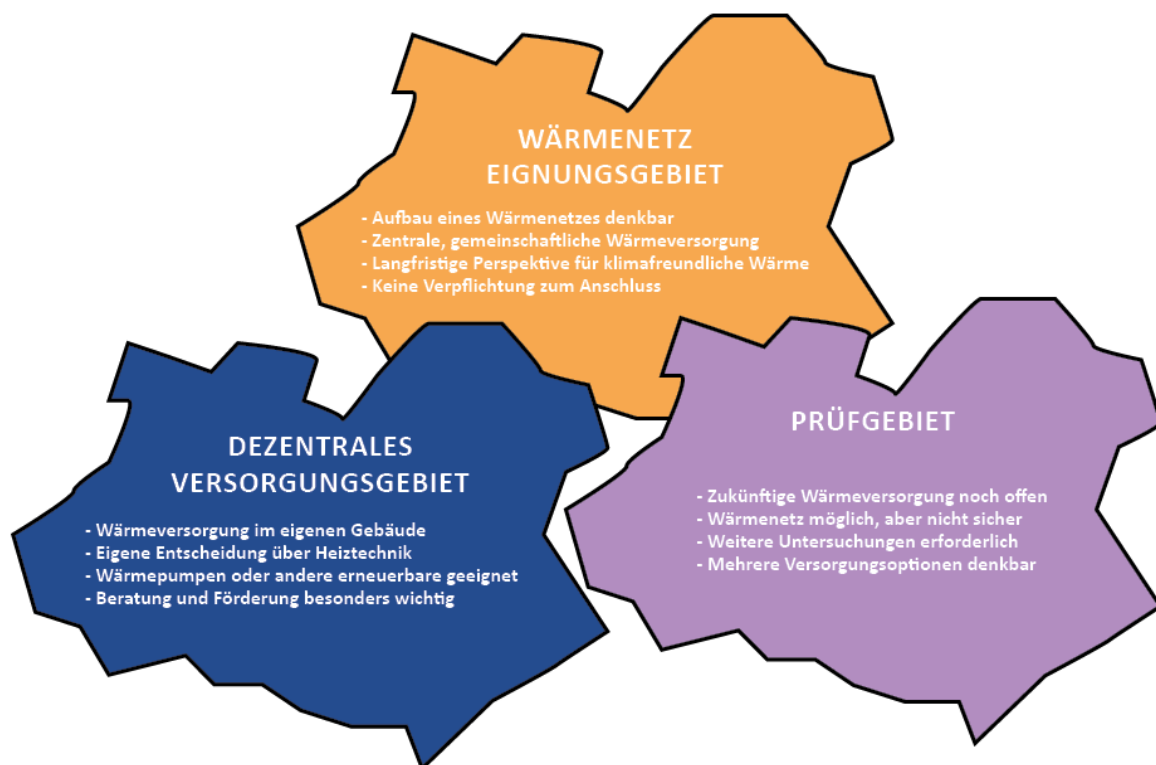 WÄRMENETZ
EIGNUNGSGEBIET
- Aufbau eines Wärmenetzes denkbar
- Zentrale, gemeinschaftliche Wärmeversorgung
- Langfristige Perspektive für klimafreundliche Wärme
- Keine Verpflichtung zum Anschluss
DEZENTRALES
VERSORGUNGSGEBIET
- Wärmeversorgung im eigenen Gebäude
- Eigene Entscheidung über Heiztechnik
- Wärmepumpen oder andere erneuerbare geeignet
- Beratung und Förderung besonders wichtig
PRÜFGEBIET
- Zukünftige Wärmeversorgung noch offen
- Wärmenetz möglich, aber nicht sicher
- Weitere Untersuchungen erforderlich
- Mehrere Versorgungsoptionen denkbar